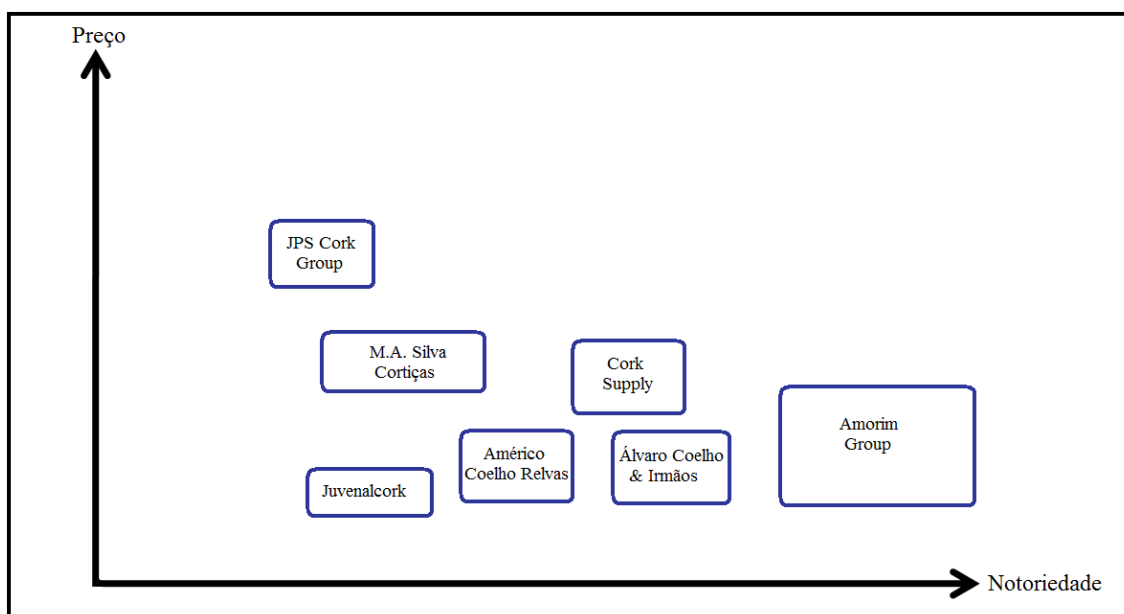 Preço
JPS Cork
Group
M.A. Silva
Cortiças
Cork
Supply
Amorim
Group
Américo
Coelho Relvas
Álvaro Coelho
& Irmãos
Juvenalcork
Notoriedade